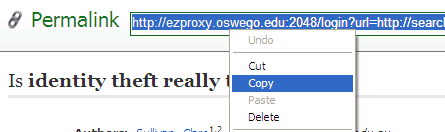 Permalink http://ezproxy.oswego.edu:2048/login?url=http://searc
Undo
Cut
Copy
Paste
Delete
Is identity theft really
Authors: